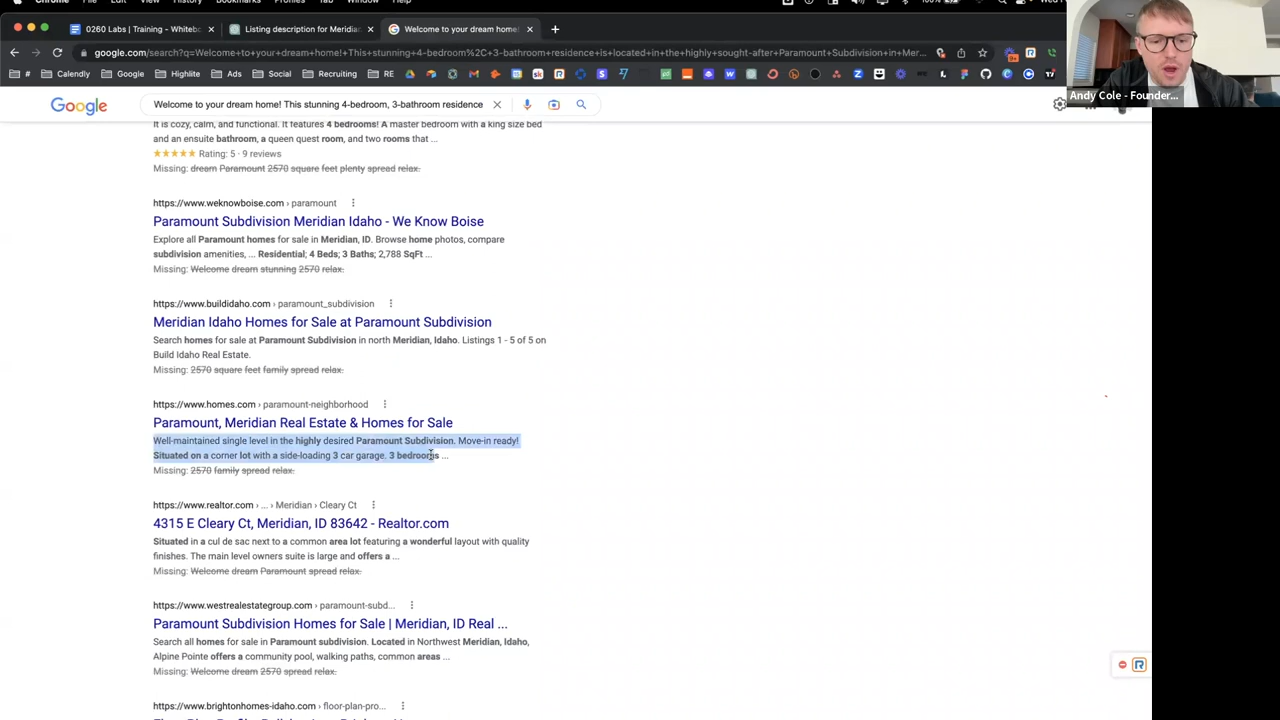 History
Bookmarks
Profiles
Tab
Window
Help
0260 Labs | Training - Whiteb
Listing description for Meridan
Welcome to your dream home!
google.com/search?q=Welcome+to+your+dream+home!+This+stunning+4-bedroom%2C+3-bathroom+residence+is+located+in+the+highly+sought-after+Paramount+Subdivision+in+Mer...
#
Calendly
Google
Highlite
Ads
Social
Recruiting
RE
Andy Cole - Founder...
Google
Welcome to your dream home! This stunning 4-bedroom, 3-bathroom residence
It is cozy, calm, and functional. It features 4 bedrooms! A master bedroom with a king size bed
and an ensuite bathroom, a queen quest room, and two rooms that ...
Rating: 5 · 9 reviews
Missing: dream Paramount 2570 square feet plenty spread relax.
https://www.weknowboise.com › paramount
Paramount Subdivision Meridian Idaho - We Know Boise
Explore all Paramount homes for sale in Meridian, ID. Browse home photos, compare
subdivision amenities, ... Residential; 4 Beds; 3 Baths; 2,788 SqFt ...
Missing: Welcome dream stunning 2570 relax.
https://www.buildidaho.com › paramount_subdivision
Meridian Idaho Homes for Sale at Paramount Subdivision
Search homes for sale at Paramount Subdivision in north Meridian, Idaho. Listings 1 - 5 of 5 on
Build Idaho Real Estate.
Missing: 2570 square feet family spread relax.
https://www.homes.com › paramount-neighborhood
Paramount, Meridian Real Estate & Homes for Sale
Well-maintained single level in the highly desired Paramount Subdivision. Move-in ready!
Situated on a corner lot with a side-loading 3 car garage. 3 bedrooms ...
Missing: 2570 family spread relax.
https://www.realtor.com › ... › Meridian › Cleary Ct
4315 E Cleary Ct, Meridian, ID 83642 - Realtor.com
Situated in a cul de sac next to a common area lot featuring a wonderful layout with quality
finishes. The main level owners suite is large and offers a ...
Missing: Welcome dream Paramount spread relax.
https://www.westrealestategroup.com › paramount-subd...
Paramount Subdivision Homes for Sale | Meridian, ID Real ...
Search all homes for sale in Paramount subdivision. Located in Northwest Meridian, Idaho,
Alpine Pointe offers a community pool, walking paths, common areas ...
Missing: Welcome dream 2570 spread relax.
https://www.brightonhomes-idaho.com › floor-plan-pro...